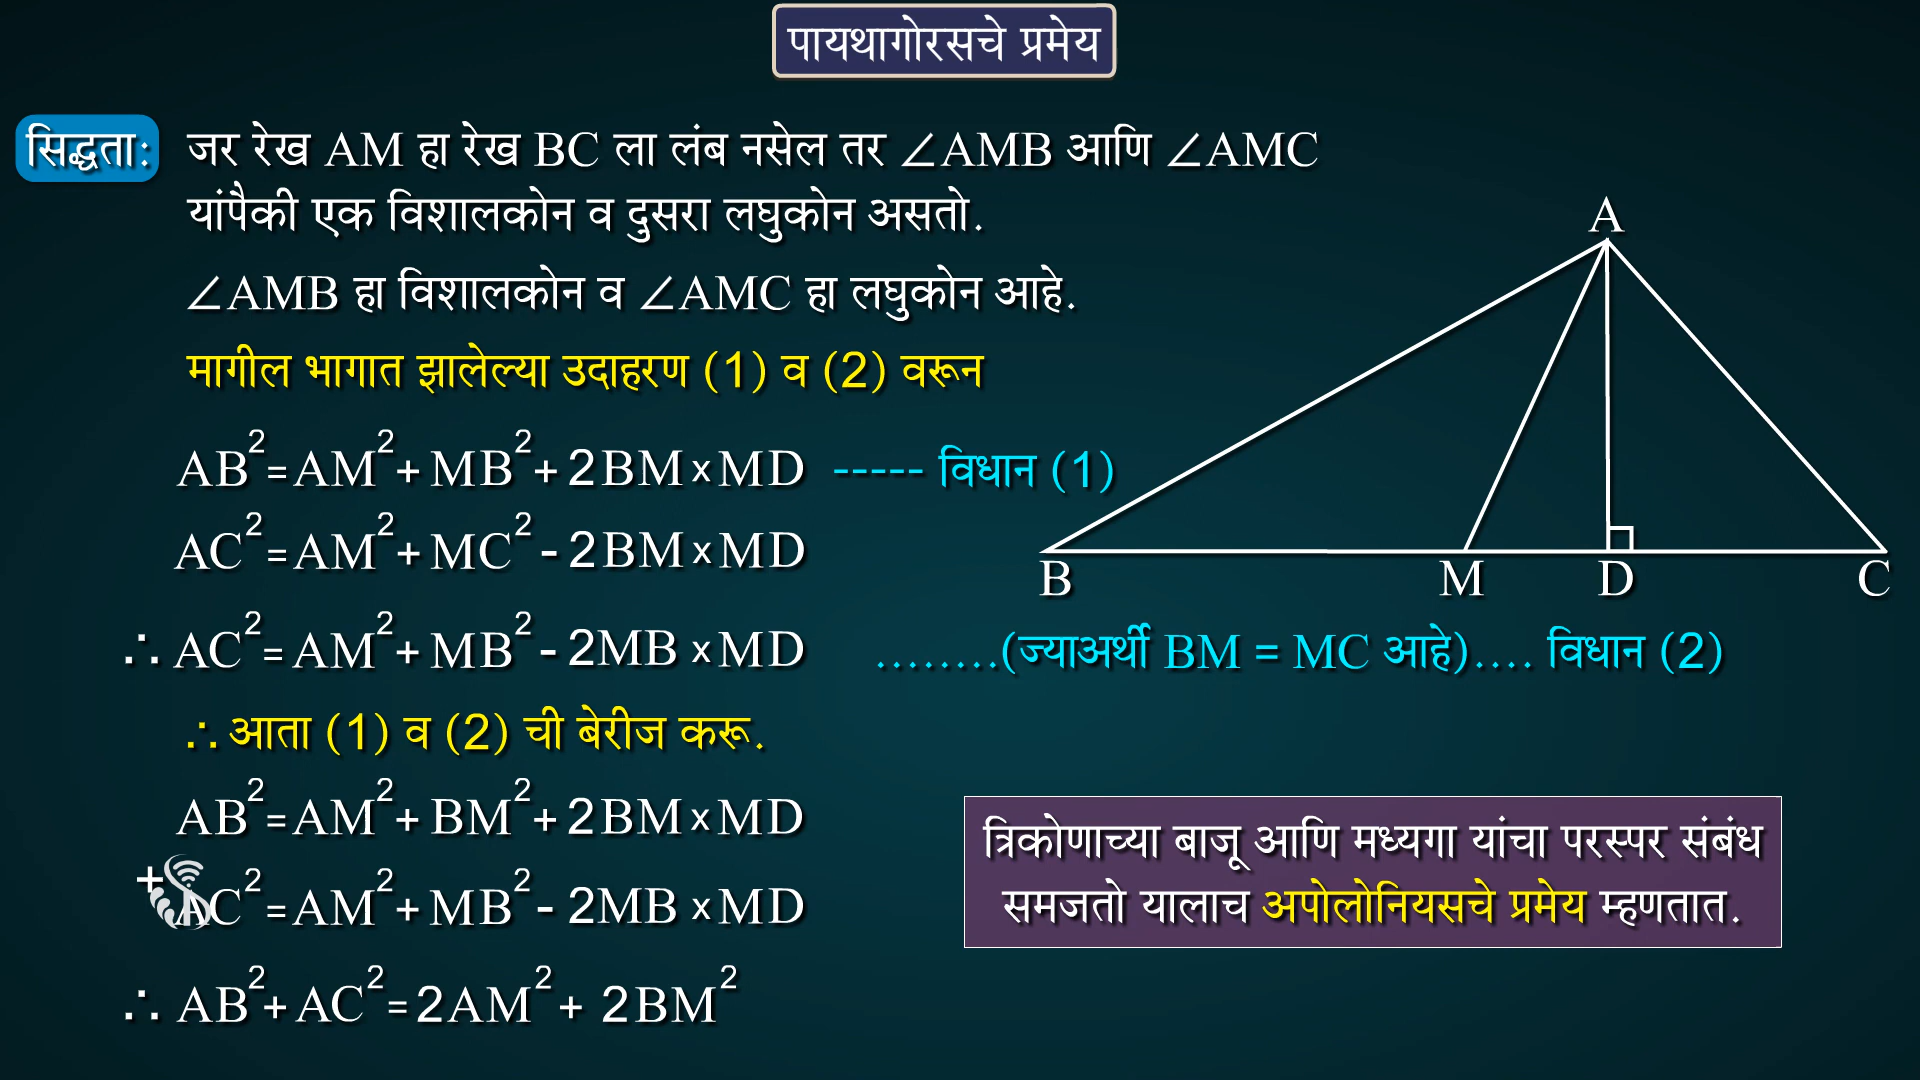 पायथागोरसचे प्रमेय
सिद्धता: जर रेख AM हा रेख BC ला लंब नसेल तर ∠AMB आणि ∠AMC
यांपैकी एक विशालकोन व दुसरा लघुकोन असतो.
∠AMB हा विशालकोन व ∠AMC हा लघुकोन आहे.
मागील भागात झालेल्या उदाहरण (1) व (2) वरून
AB² = AM² + MB² + 2BM x MD ----- विधान (1)
AC² = AM² + MC² - 2BM x MD
∴ AC² = AM² + MB² - 2MB x MD ........(ज्याअर्थी BM = MC आहे).... विधान (2)
∴ आता (1) व (2) ची बेरीज करू.
AB² = AM² + BM² + 2BM x MD
+ AC² = AM² + MB² - 2MB x MD
∴ AB² + AC² = 2AM² + 2BM²
A
B M D C
त्रिकोणाच्या बाजू आणि मध्यगा यांचा परस्पर संबंध
समजतो यालाच अपोलोनियसचे प्रमेय म्हणतात.